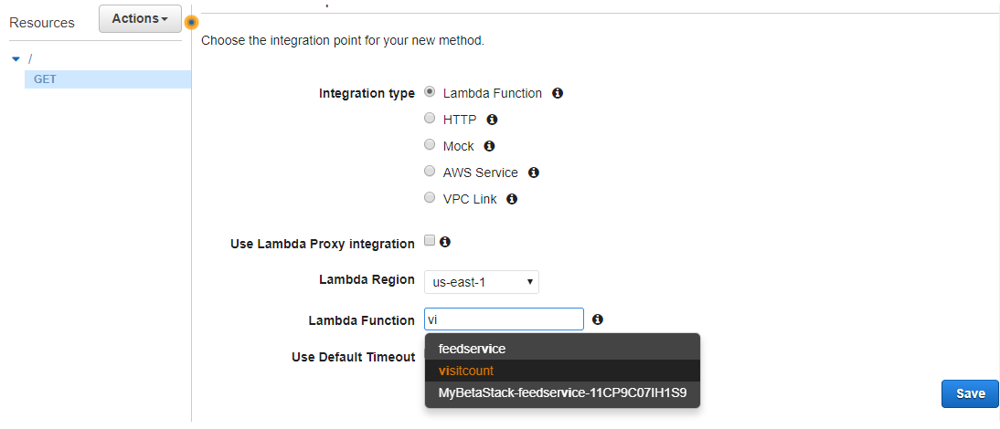 Resources
Actions
Choose the integration point for your new method.
/
GET
Integration type
Lambda Function
HTTP
Mock
AWS Service
VPC Link
Use Lambda Proxy integration
Lambda Region
us-east-1
Lambda Function
vi
Use Default Timeout
feedservice
visitcount
MyBetaStack-feedservice-11CP9C07IH1S9
Save